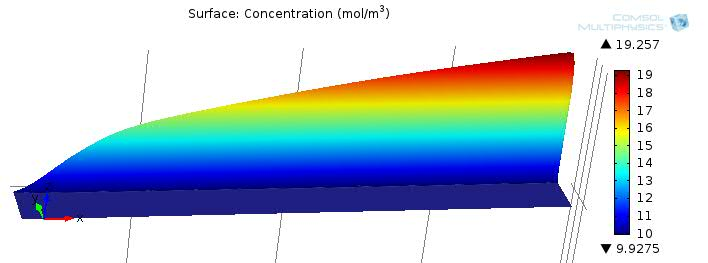 Surface: Concentration (mol/m³)
COMSOL
MULTIPHYSICS
▲ 19.257
19
18
17
16
15
14
13
12
11
10
▼ 9.9275
y
x